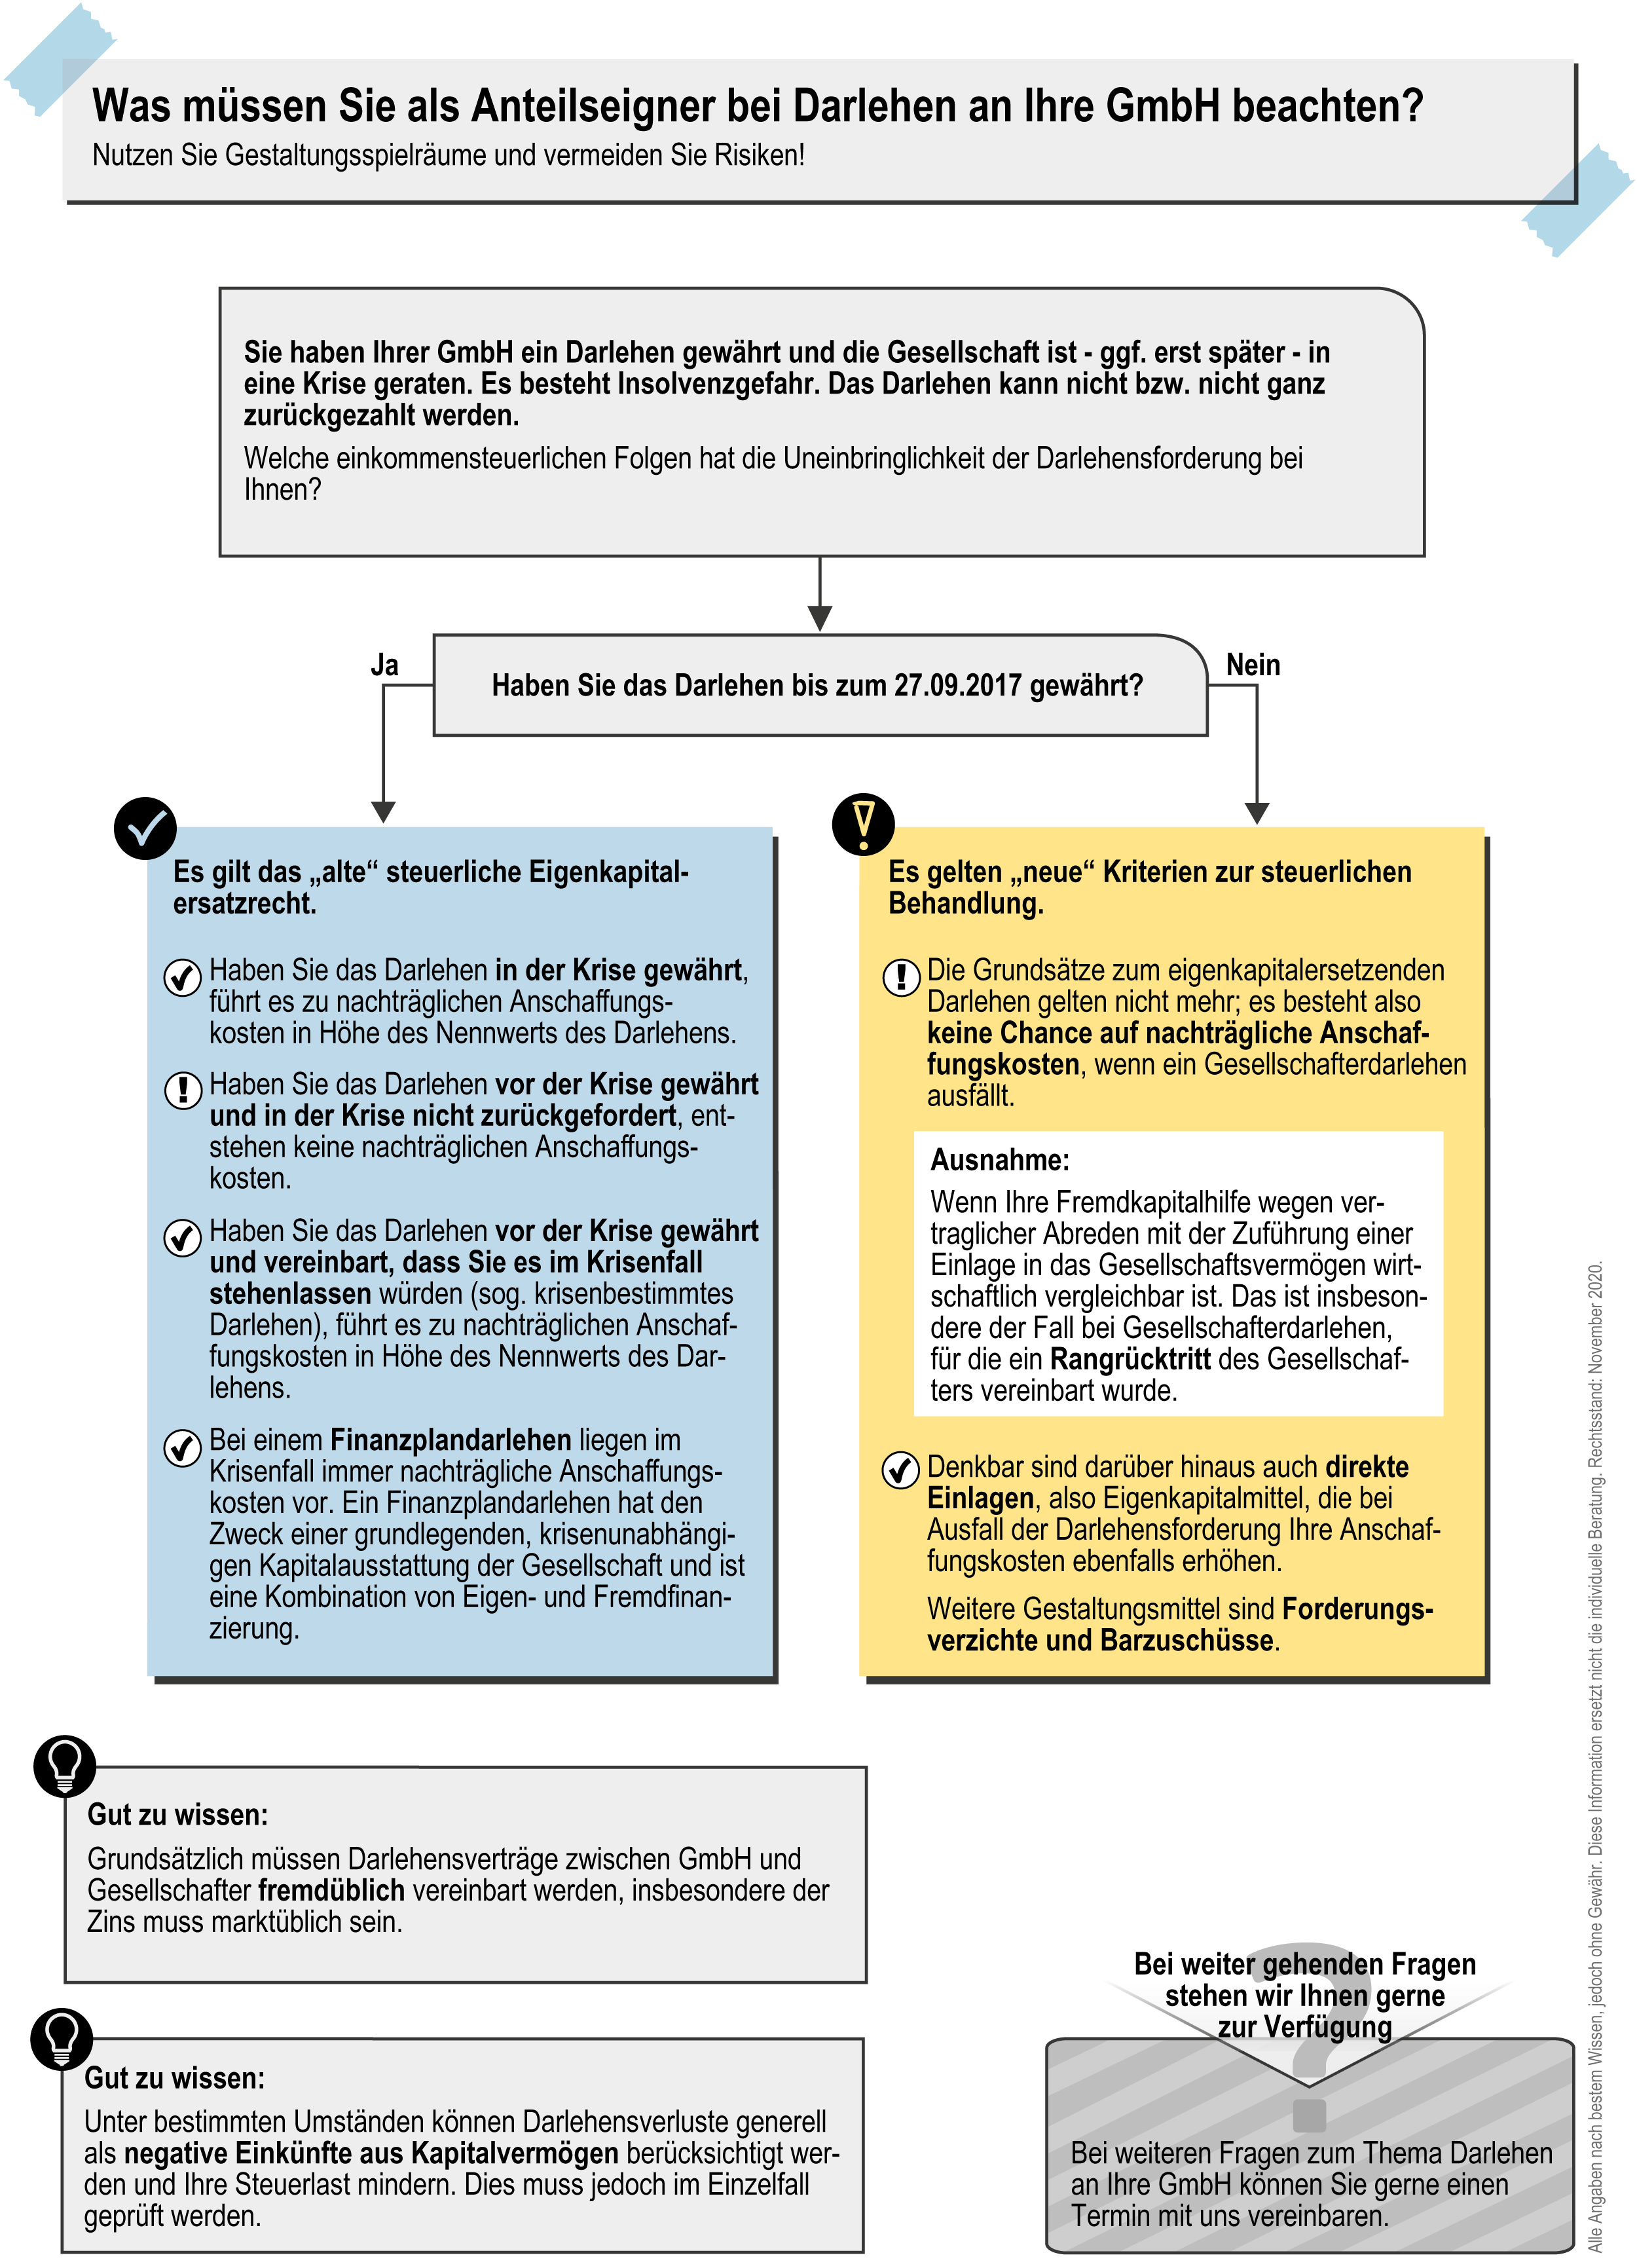 Was müssen Sie als Anteilseigner bei Darlehen an Ihre GmbH beachten?
Nutzen Sie Gestaltungsspielräume und vermeiden Sie Risiken!
Sie haben Ihrer GmbH ein Darlehen gewährt und die Gesellschaft ist - ggf. erst später - in
eine Krise geraten. Es besteht Insolvenzgefahr. Das Darlehen kann nicht bzw. nicht ganz
zurückgezahlt werden.
Welche einkommensteuerlichen Folgen hat die Uneinbringlichkeit der Darlehensforderung bei
Ihnen?
Ja
Haben Sie das Darlehen bis zum 27.09.2017 gewährt?
Nein
Es gilt das „alte“ steuerliche Eigenkapital-
ersatzrecht.
Haben Sie das Darlehen in der Krise gewährt,
führt es zu nachträglichen Anschaffungs-
kosten in Höhe des Nennwerts des Darlehens.
Haben Sie das Darlehen vor der Krise gewährt
und in der Krise nicht zurückgefordert, ent-
stehen keine nachträglichen Anschaffungs-
kosten.
Haben Sie das Darlehen vor der Krise gewährt
und vereinbart, dass Sie es im Krisenfall
stehenlassen würden (sog. krisenbestimmtes
Darlehen), führt es zu nachträglichen Anschaf-
fungskosten in Höhe des Nennwerts des Dar-
lehens.
Bei einem Finanzplandarlehen liegen im
Krisenfall immer nachträgliche Anschaffungs-
kosten vor. Ein Finanzplandarlehen hat den
Zweck einer grundlegenden, krisenunabhängi-
gen Kapitalausstattung der Gesellschaft und ist
eine Kombination von Eigen- und Fremdfinan-
zierung.
Es gelten „neue“ Kriterien zur steuerlichen
Behandlung.
Die Grundsätze zum eigenkapitalersetzenden
Darlehen gelten nicht mehr; es besteht also
keine Chance auf nachträgliche Anschaf-
fungskosten, wenn ein Gesellschafterdarlehen
ausfällt.
Ausnahme:
Wenn Ihre Fremdkapitalhilfe wegen ver-
traglicher Abreden mit der Zuführung einer
Einlage in das Gesellschaftsvermögen wirt-
schaftlich vergleichbar ist. Das ist insbeson-
dere der Fall bei Gesellschafterdarlehen,
für die ein Rangrücktritt des Gesellschaf-
ters vereinbart wurde.
Denkbar sind darüber hinaus auch direkte
Einlagen, also Eigenkapitalmittel, die bei
Ausfall der Darlehensforderung Ihre Anschaf-
fungskosten ebenfalls erhöhen.
Weitere Gestaltungsmittel sind Forderungs-
verzichte und Barzuschüsse.
Gut zu wissen:
Grundsätzlich müssen Darlehensverträge zwischen GmbH und
Gesellschafter fremdüblich vereinbart werden, insbesondere der
Zins muss marktüblich sein.
Gut zu wissen:
Unter bestimmten Umständen können Darlehensverluste generell
als negative Einkünfte aus Kapitalvermögen berücksichtigt wer-
den und Ihre Steuerlast mindern. Dies muss jedoch im Einzelfall
geprüft werden.
Bei weiter gehenden Fragen
stehen wir Ihnen gerne
zur Verfügung
?
Bei weiteren Fragen zum Thema Darlehen
an Ihre GmbH können Sie gerne einen
Termin mit uns vereinbaren.
Alle Angaben nach bestem Wissen, jedoch ohne Gewähr. Diese Information ersetzt nicht die individuelle Beratung. Rechtsstand: November 2020.